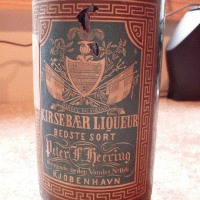 KIRSEBÆR LIQUEUR
BEDSTE SORT
Peter F. Heering
KJØBENHAVN